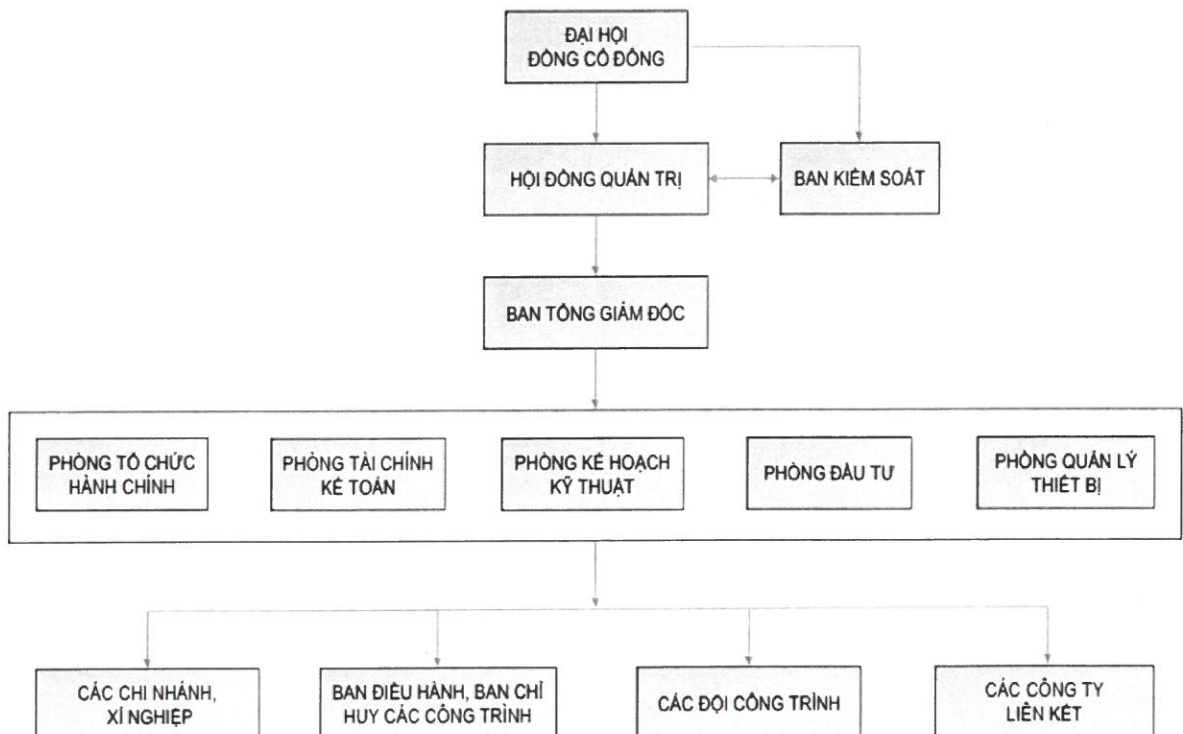 ĐẠI HỘI
ĐỒNG CỔ ĐÔNG
HỘI ĐỒNG QUẢN TRỊ
BAN KIỂM SOÁT
BAN TỔNG GIÁM ĐỐC
PHÒNG TỔ CHỨC
HÀNH CHÍNH
PHÒNG TÀI CHÍNH
KẾ TOÁN
PHÒNG KẾ HOẠCH
KỸ THUẬT
PHÒNG ĐẦU TƯ
PHÒNG QUẢN LÝ
THIẾT BỊ
CÁC CHI NHÁNH,
XÍ NGHIỆP
BAN ĐIỀU HÀNH, BAN CHỈ
HUY CÁC CÔNG TRÌNH
CÁC ĐỘI CÔNG TRÌNH
CÁC CÔNG TY
LIÊN KẾT